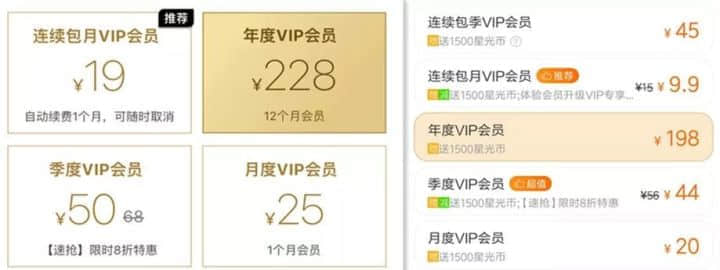 推荐
连续包月VIP会员
¥19
自动续费1个月，可随时取消
年度VIP会员
¥228
12个月会员
季度VIP会员
¥50 68
【速抢】限时8折特惠
月度VIP会员
¥25
1个月会员
连续包季VIP会员
赠送1500星光币 ?
¥45
连续包月VIP会员 推荐
赠减送1500星光币;体验会员升级VIP专享...
¥15 ¥9.9
年度VIP会员
赠送1500星光币
¥198
季度VIP会员 超值
赠减送1500星光币;【速抢】限时8折特惠
¥56 ¥44
月度VIP会员
赠送1500星光币
¥20